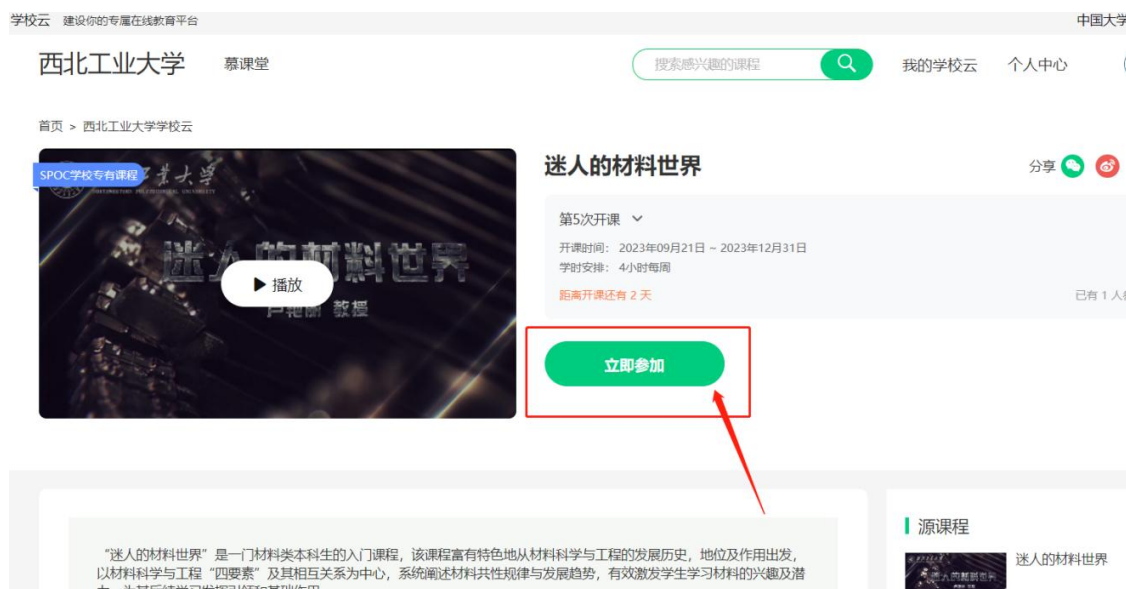 学校云 建设你的专属在线教育平台 中国大学
西北工业大学 慕课堂 搜索感兴趣的课程 我的学校云 个人中心
首页 > 西北工业大学学校云
SPOC学校专有课程
迷人的材料世界
播放
教授
迷人的材料世界
分享
第5次开课
开课时间： 2023年09月21日 ~ 2023年12月31日
学时安排： 4小时每周
距离开课还有 2 天 已有 1 人
立即参加
“迷人的材料世界”是一门材料类本科生的入门课程，该课程富有特色地从材料科学与工程的发展历史，地位及作用出发，
以材料科学与工程“四要素”及其相互关系为中心，系统阐述材料共性规律与发展趋势，有效激发学生学习材料的兴趣及潜
源课程
迷人的材料世界